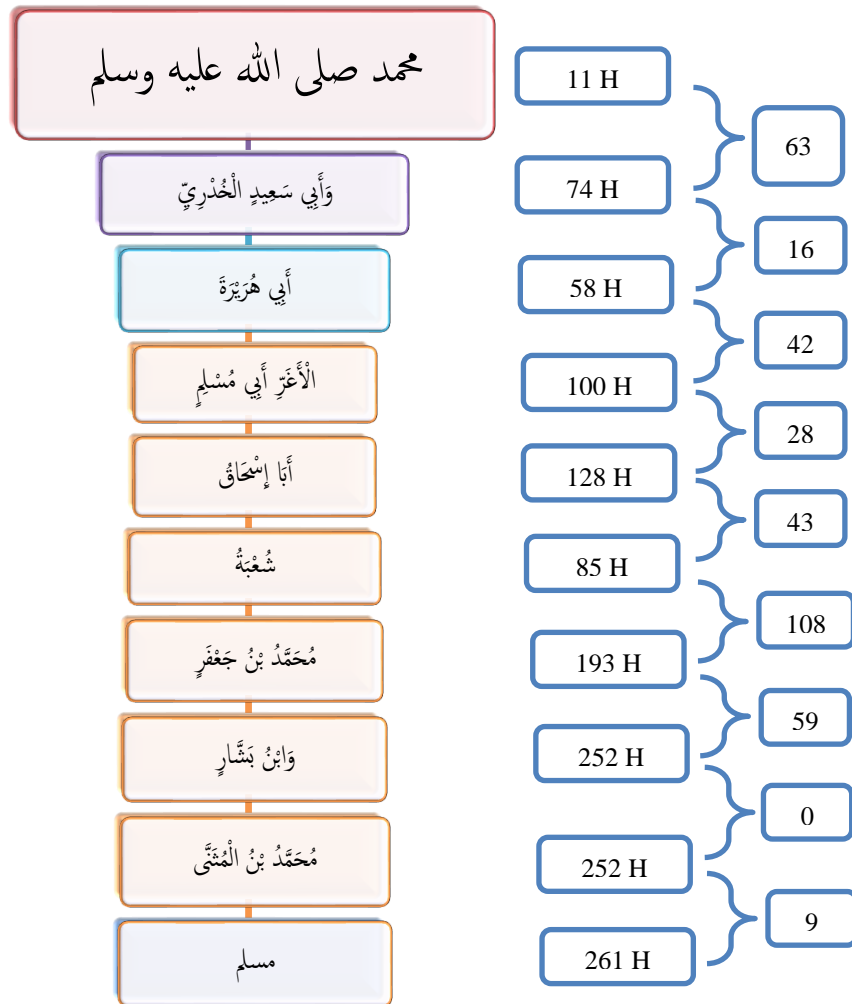 محمد صلى الله عليه وسلم
11 H
63
وَأَبِي سَعِيدٍ الْخُدْرِيِّ
74 H
16
أَبِي هُرَيْرَةَ
58 H
42
الْأَغَرِّ أَبِي مُسْلِمٍ
100 H
28
أَبَا إِسْحَاقُ
128 H
43
شُعْبَةُ
85 H
108
مُحَمَّدُ بْنُ جَعْفَرٍ
193 H
59
وَابْنُ بَشَّارٍ
252 H
0
مُحَمَّدُ بْنُ الْمُثَنَّى
252 H
9
مسلم
261 H